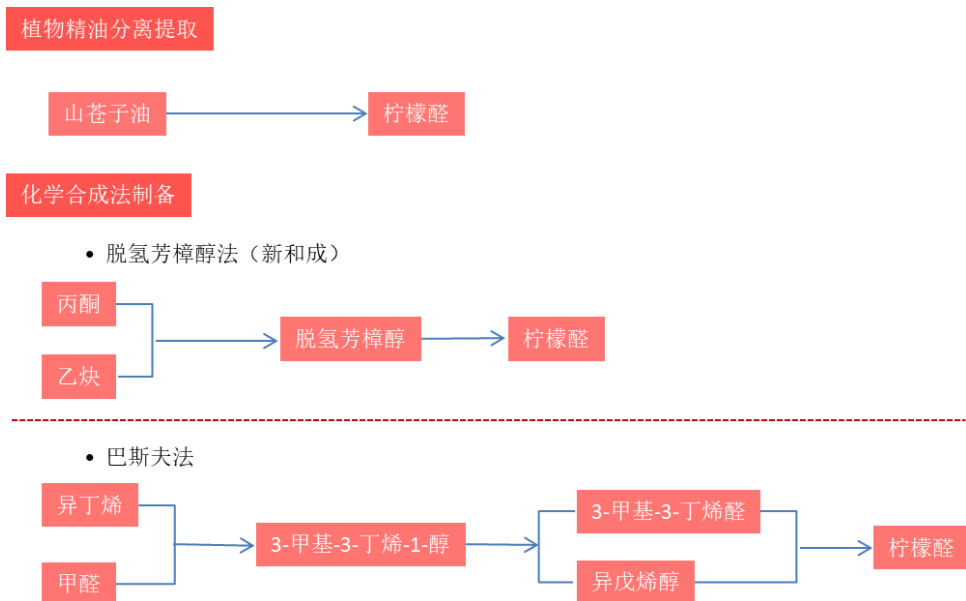 植物精油分离提取
山苍子油
柠檬醛
化学合成法制备
• 脱氢芳樟醇法（新和成）
丙酮
乙炔
脱氢芳樟醇
柠檬醛
• 巴斯夫法
异丁烯
甲醛
3-甲基-3-丁烯-1-醇
3-甲基-3-丁烯醛
异戊烯醇
柠檬醛